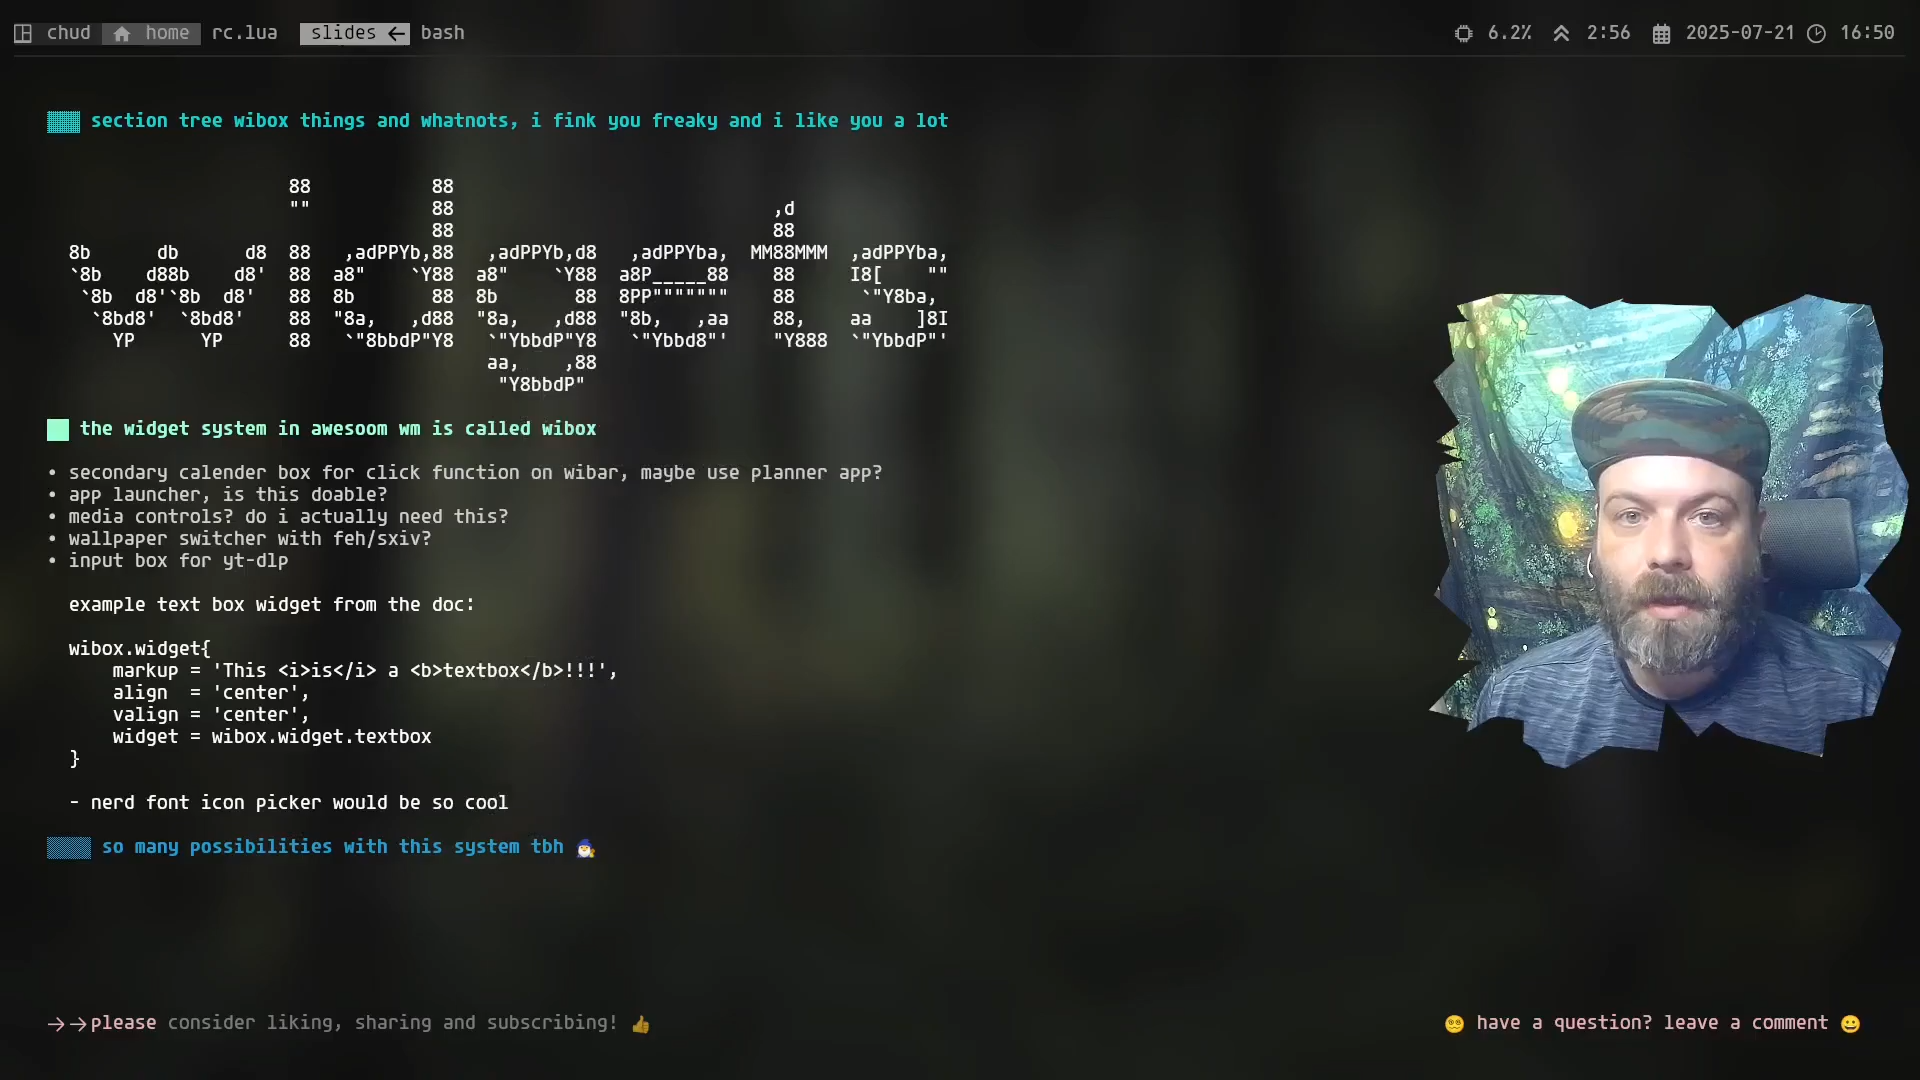 chud home rc.lua slides ← bash 6.2% 2:56 2025-07-21 16:50
section tree wibox things and whatnots, i fink you freaky and i like you a lot
widgets
the widget system in awesoom wm is called wibox
• secondary calender box for click function on wibar, maybe use planner app?
• app launcher, is this doable?
• media controls? do i actually need this?
• wallpaper switcher with feh/sxiv?
• input box for yt-dlp
example text box widget from the doc:
wibox.widget{
    markup = 'This <i>is</i> a <b>textbox</b>!!!',
    align  = 'center',
    valign = 'center',
    widget = wibox.widget.textbox
}
- nerd font icon picker would be so cool
so many possibilities with this system tbh 🧙
→→please consider liking, sharing and subscribing! 👍
😵‍💫 have a question? leave a comment 😀